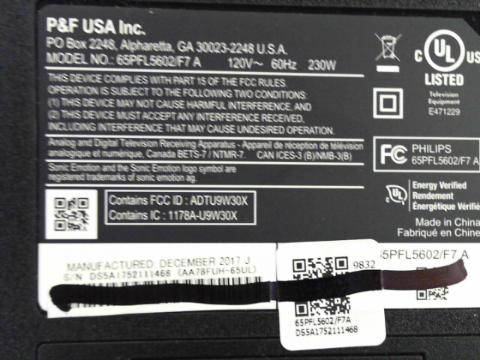 P&F USA Inc.
PO Box 2248, Alpharetta, GA 30023-2248 U.S.A.
MODEL NO.: 65PFL5602/F7 A 120V~ 60Hz 230W
THIS DEVICE COMPLIES WITH PART 15 OF THE FCC RULES.
OPERATION IS SUBJECT TO THE FOLLOWING TWO CONDITIONS:
(1) THIS DEVICE MAY NOT CAUSE HARMFUL INTERFERENCE, AND
(2) THIS DEVICE MUST ACCEPT ANY INTERFERENCE RECEIVED,
INCLUDING INTERFERENCE THAT MAY CAUSE UNDESIRED OPERATION.
Analog and Digital Television Receiving Apparatus - Appareil de réception de télévision
analogique et numerique, Canada BETS-7 / NTMR-7. CAN ICES-3 (B)/NMB-3(B)
Sonic Emotion and the Sonic Emotion logo symbol are
registered trademarks of sonic emotion ag.
Contains FCC ID : ADTU9W30X
Contains IC : 1178A-U9W30X
C UL US
LISTED
Television
Equipment
E471229
FC PHILIPS
65PFL5602/F7 A
UL
Energy Verified
Rendement
Énergétique Vérifié
Made in China
Fabriqué en Chine
MANUFACTURED DECEMBER 2017 J
S/N DS5A1752111468 (AA78FUH-65UL)
9832
65PFL5602/F7 A
65PFL5602/F7A
DS5A1752111468